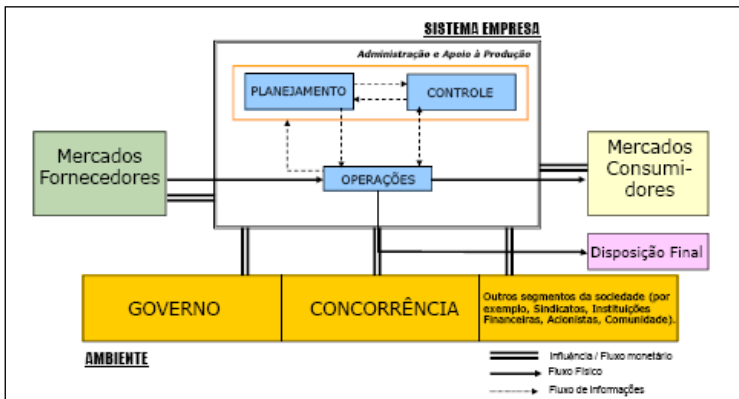 SISTEMA EMPRESA
Administração e Apoio à Produção
PLANEJAMENTO
CONTROLE
Mercados
Fornecedores
OPERAÇÕES
Mercados
Consumi-
dores
Disposição Final
GOVERNO
CONCORRÊNCIA
Outros segmentos da sociedade (por
exemplo, Sindicatos, Instituições
Financeiras, Acionistas, Comunidade).
AMBIENTE
Influência / Fluxo monetário
Fluxo Físico
Fluxo de Informações